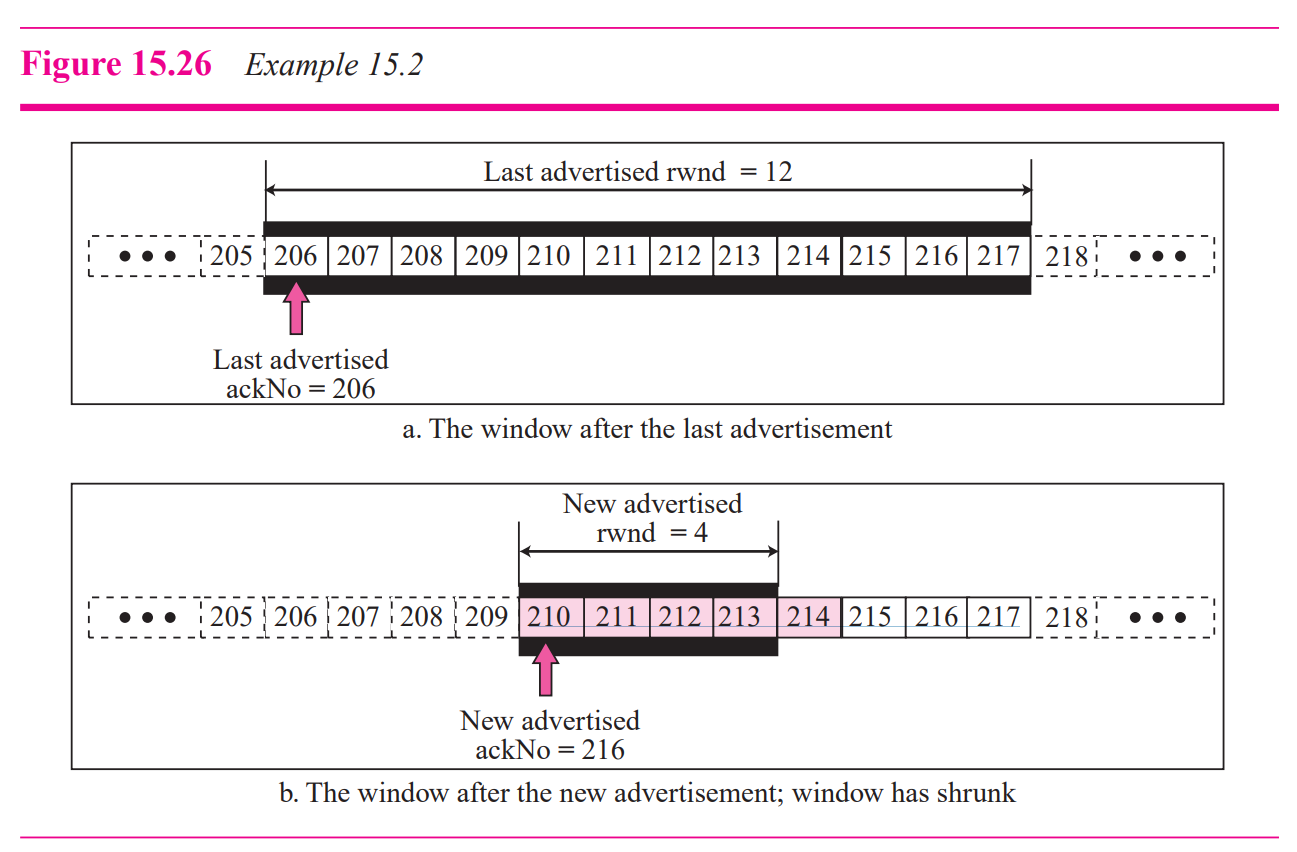 Figure 15.26 Example 15.2
Last advertised rwnd = 12
••• 205 206 207 208 209 210 211 212 213 214 215 216 217 218 •••
Last advertised
ackNo = 206
a. The window after the last advertisement
New advertised
rwnd = 4
••• 205 206 207 208 209 210 211 212 213 214 215 216 217 218 •••
New advertised
ackNo = 216
b. The window after the new advertisement; window has shrunk